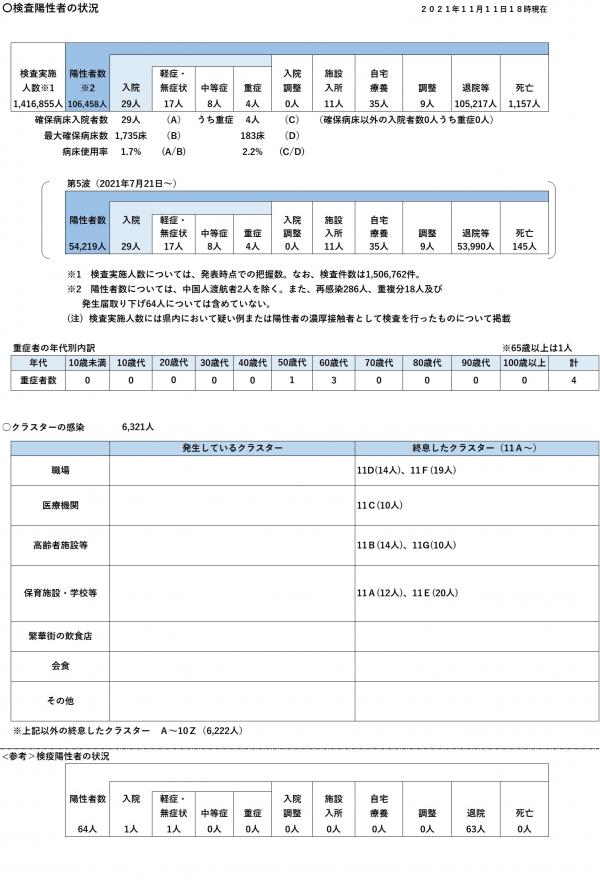 〇検査陽性者の状況
２０２１年１１月１１日１８時現在
検査実施人数※1 陽性者数※2 入院 軽症・無症状 中等症 重症 入院調整 施設入所 自宅療養 調整 退院等 死亡
1,416,855人 106,458人 29人 17人 8人 4人 0人 11人 35人 9人 105,217人 1,157人
確保病床入院者数 29人 (A) うち重症 4人 (C) （確保病床以外の入院者数0人うち重症0人）
最大確保病床数 1,735床 (B) 183床 (D)
病床使用率 1.7% (A/B) 2.2% (C/D)
第5波（2021年7月21日～）
陽性者数 入院 軽症・無症状 中等症 重症 入院調整 施設入所 自宅療養 調整 退院等 死亡
54,219人 29人 17人 8人 4人 0人 11人 35人 9人 53,990人 145人
※1 検査実施人数については、発表時点での把握数。なお、検査件数は1,506,762件。
※2 陽性者数については、中国人渡航者2人を除く。また、再感染286人、重複分18人及び
発生届取り下げ64人については含めていない。
(注) 検査実施人数には県内において疑い例または陽性者の濃厚接触者として検査を行ったものについて掲載
重症者の年代別内訳
※65歳以上は1人
年代 10歳未満 10歳代 20歳代 30歳代 40歳代 50歳代 60歳代 70歳代 80歳代 90歳代 100歳以上 計
重症者数 0 0 0 0 0 1 3 0 0 0 0 4
〇クラスターの感染 6,321人
発生しているクラスター 終息したクラスター（11Ａ～）
職場 11D(14人)、11Ｆ(19人)
医療機関 11Ｃ(10人)
高齢者施設等 11Ｂ(14人)、11G(10人)
保育施設・学校等 11Ａ(12人)、11Ｅ(20人)
繁華街の飲食店
会食
その他
※上記以外の終息したクラスター Ａ～10Ｚ（6,222人）
<参考＞検疫陽性者の状況
陽性者数 入院 軽症・無症状 中等症 重症 入院調整 施設入所 自宅療養 調整 退院 死亡
64人 1人 1人 0人 0人 0人 0人 0人 0人 63人 0人